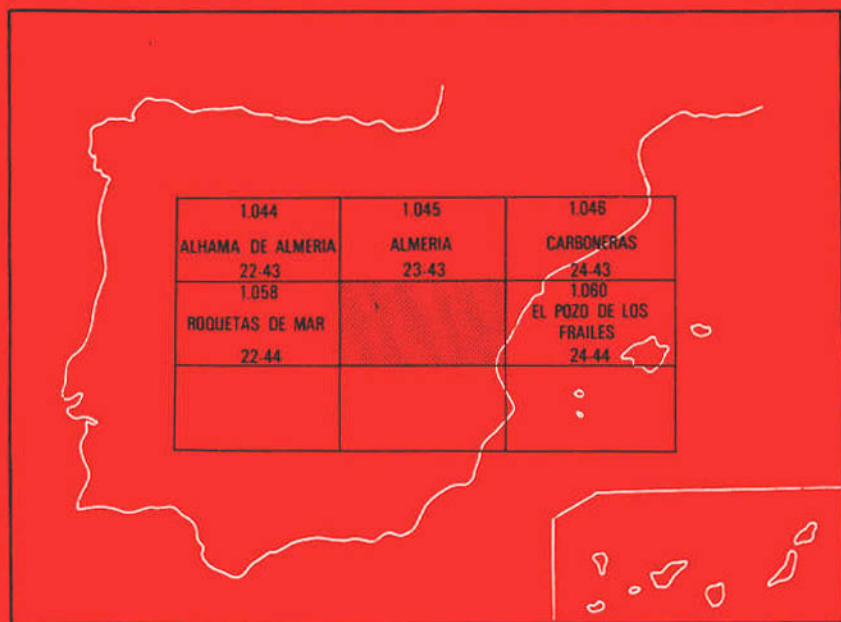 1.044
ALHAMA DE ALMERIA
22-43
1.045
ALMERIA
23-43
1.046
CARBONERAS
24-43
1.058
ROQUETAS DE MAR
22-44
1.060
EL POZO DE LOS
FRAILES
24-44